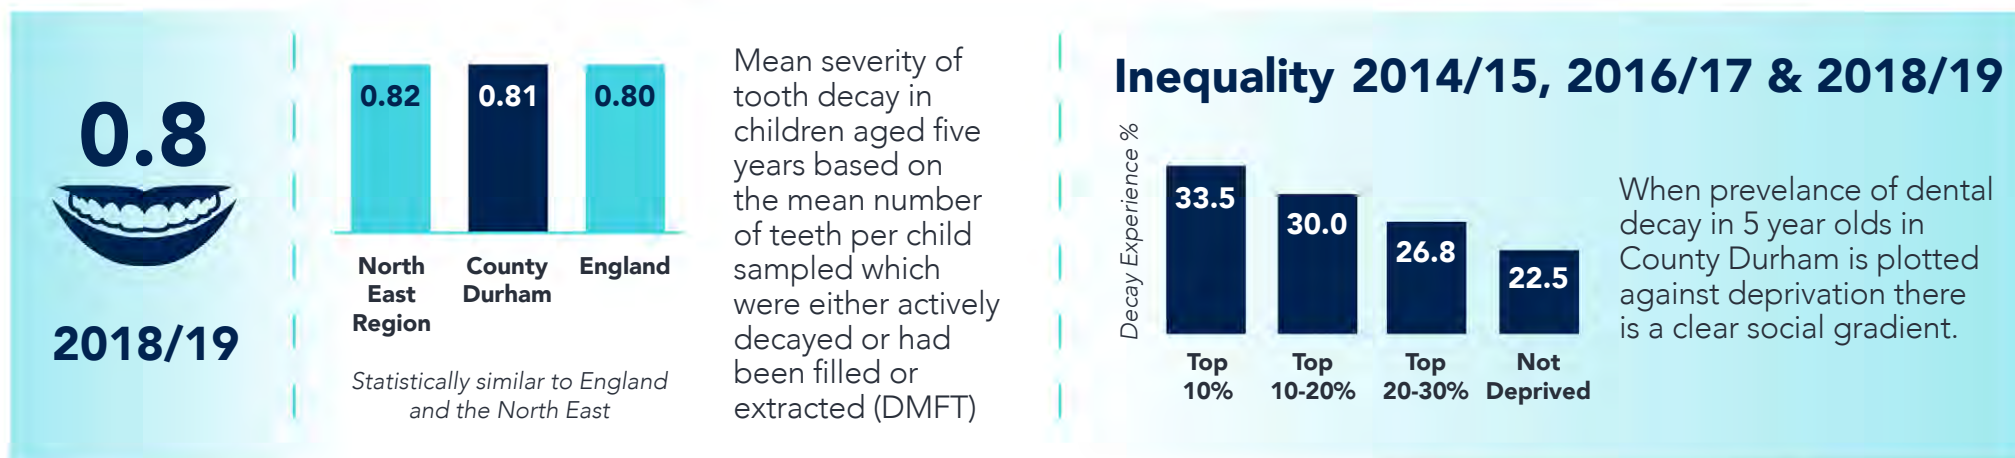 0.8
2018/19
0.82
0.81
0.80
North
East
Region
County
Durham
England
Statistically similar to England
and the North East
Mean severity of
tooth decay in
children aged five
years based on
the mean number
of teeth per child
sampled which
were either actively
decayed or had
been filled or
extracted (DMFT)
Inequality 2014/15, 2016/17 & 2018/19
Decay Experience %
33.5
30.0
26.8
22.5
Top
10%
Top
10-20%
Top
20-30%
Not
Deprived
When prevelance of dental
decay in 5 year olds in
County Durham is plotted
against deprivation there
is a clear social gradient.